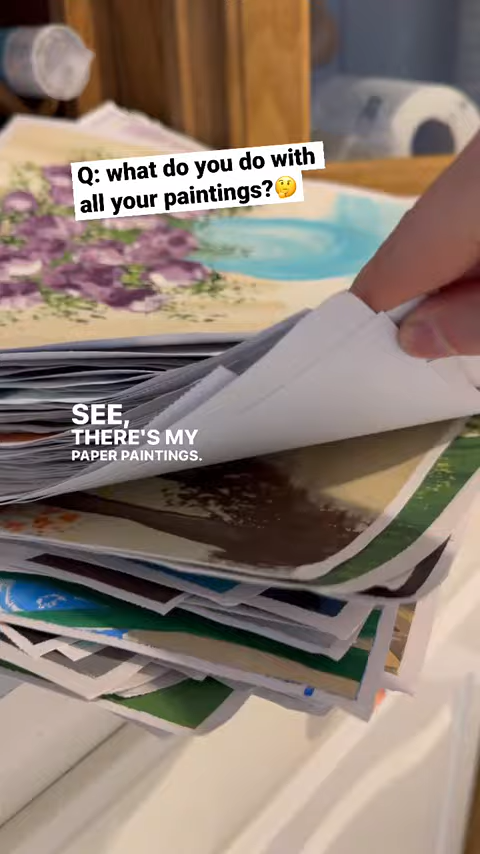 Q: what do you do with
all your paintings?🤔
SEE,
THERE'S MY
PAPER PAINTINGS.